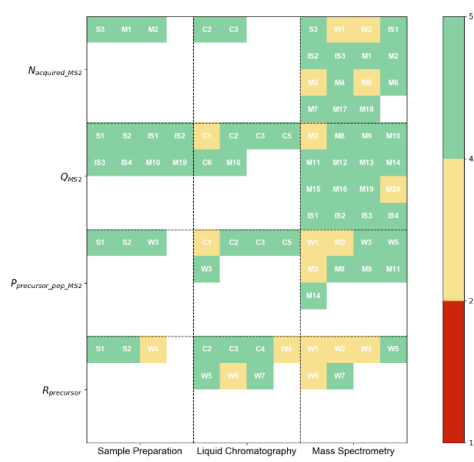 S3 M1 M2 C2 C3 S3 W1 W2 IS1
IS2 IS3 M1 M2
N_acquired_MS2
M3 M4 M5 M6
M7 M17 M18
S1 S2 IS1 IS2 C1 C2 C3 C5 M3 M8 M9 M10
IS3 IS4 M10 M19 C6 M10 M11 M12 M13 M14
Q_MS2
M15 M16 M19 M20
IS1 IS2 IS3 IS4
S1 S2 W3 C1 C2 C3 C5 W1 W2 W3 W5
W3 M8 M9 M11
P_precursor_pep_MS2
M14
S1 S2 C2 C3 C4 W4 W1 W2 W4 W5
W5 W6 W7 W6 W7
R_precursor
Sample Preparation Liquid Chromatography Mass Spectrometry
5
4
2
1